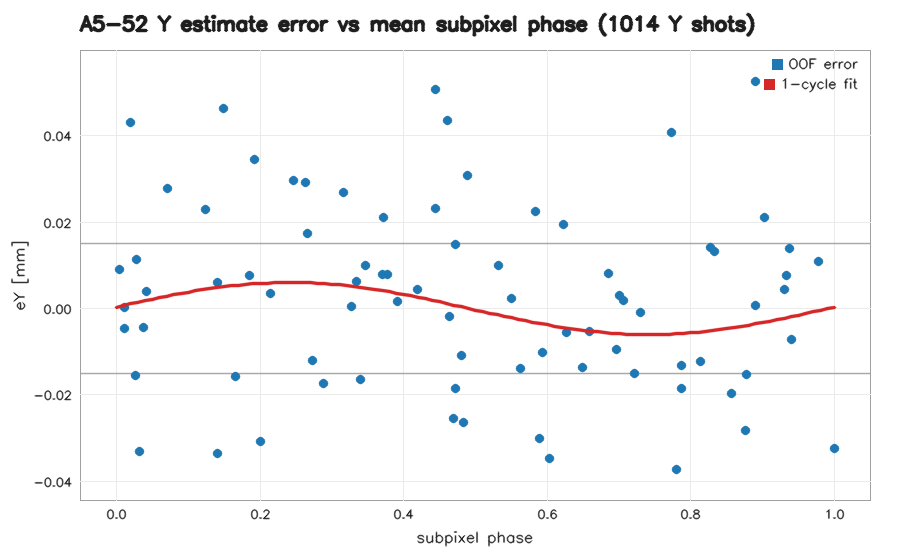 A5−52 Y estimate error vs mean subpixel phase (1014 Y shots)
OOF error
1−cycle fit
0.04
0.02
0.00
−0.02
−0.04
eY [mm]
0.0 0.2 0.4 0.6 0.8 1.0
subpixel phase